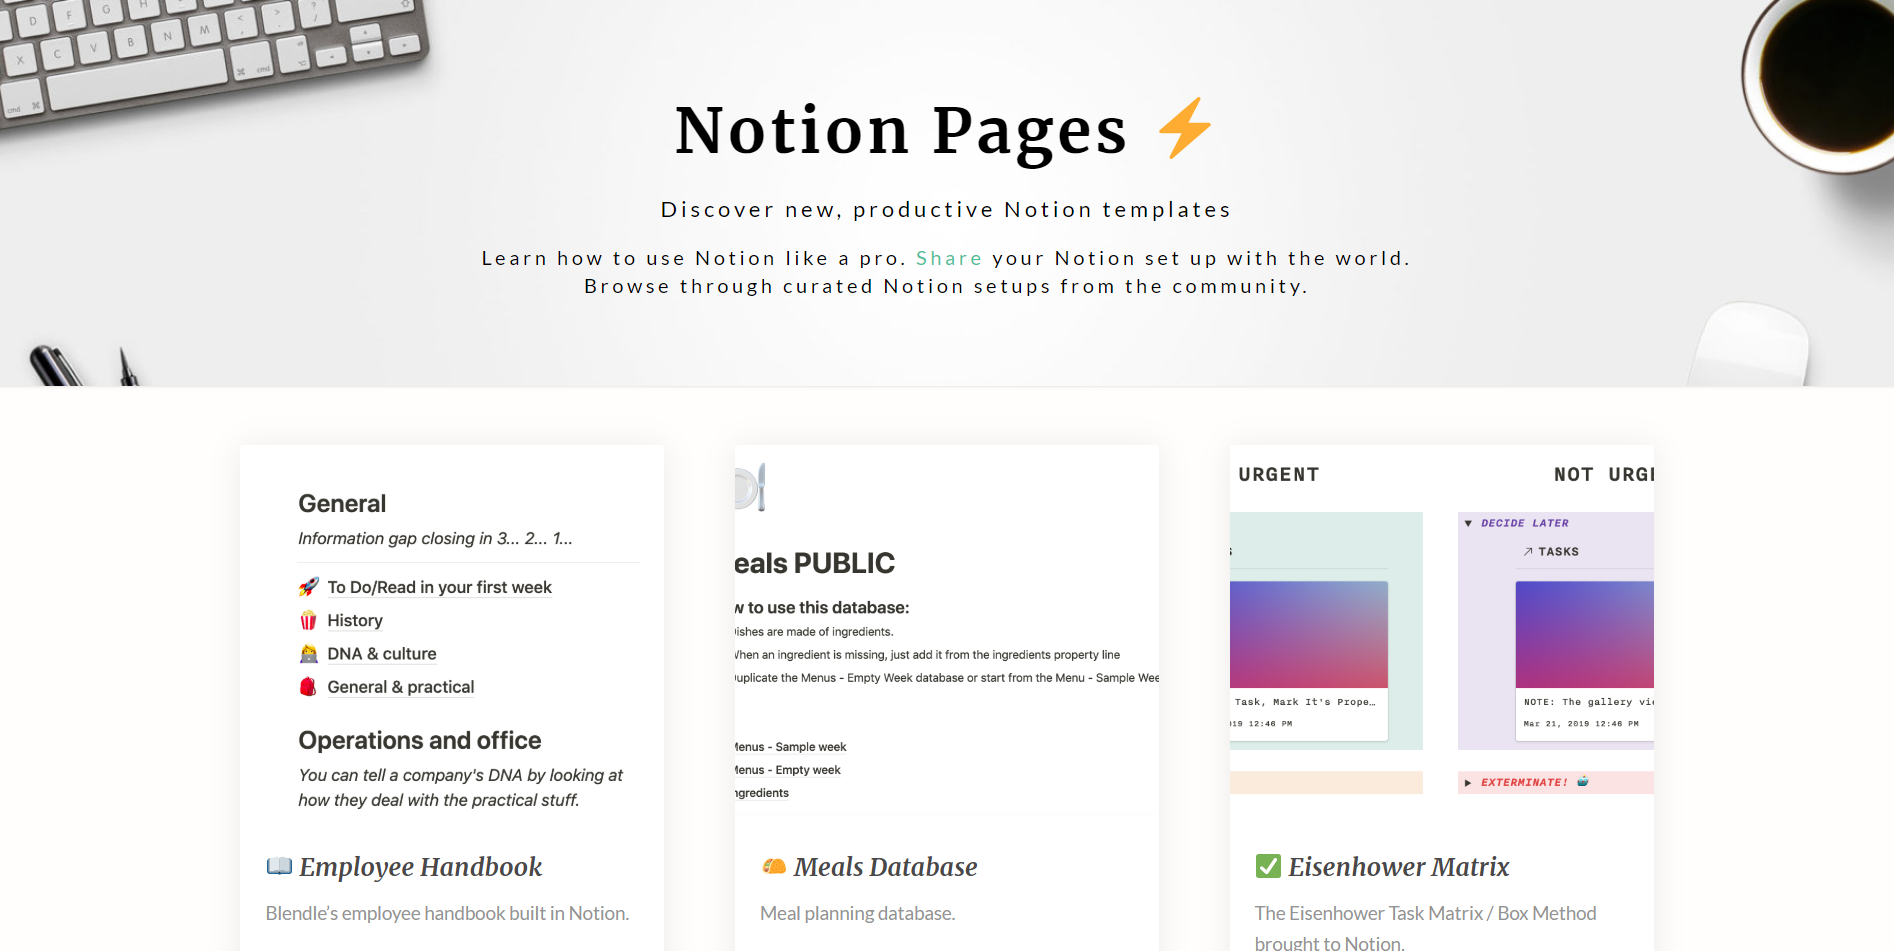 Notion Pages ⚡
Discover new, productive Notion templates
Learn how to use Notion like a pro. Share your Notion set up with the world.
Browse through curated Notion setups from the community.
General
Information gap closing in 3... 2... 1...
To Do/Read in your first week
History
DNA & culture
General & practical
Operations and office
You can tell a company's DNA by looking at
how they deal with the practical stuff.
Employee Handbook
Blendle’s employee handbook built in Notion.
eals PUBLIC
w to use this database:
ishes are made of ingredients.
When an ingredient is missing, just add it from the ingredients property line
uplicate the Menus - Empty Week database or start from the Menu - Sample Wee
Menus - Sample week
Menus - Empty week
ngredients
Meals Database
Meal planning database.
URGENT
NOT URG
DECIDE LATER
↗ TASKS
Task, Mark It's Prope…
19 12:46 PM
NOTE: The gallery vi
Mar 21, 2019 12:46 PM
EXTERMINATE!
Eisenhower Matrix
The Eisenhower Task Matrix / Box Method
brought to Notion.